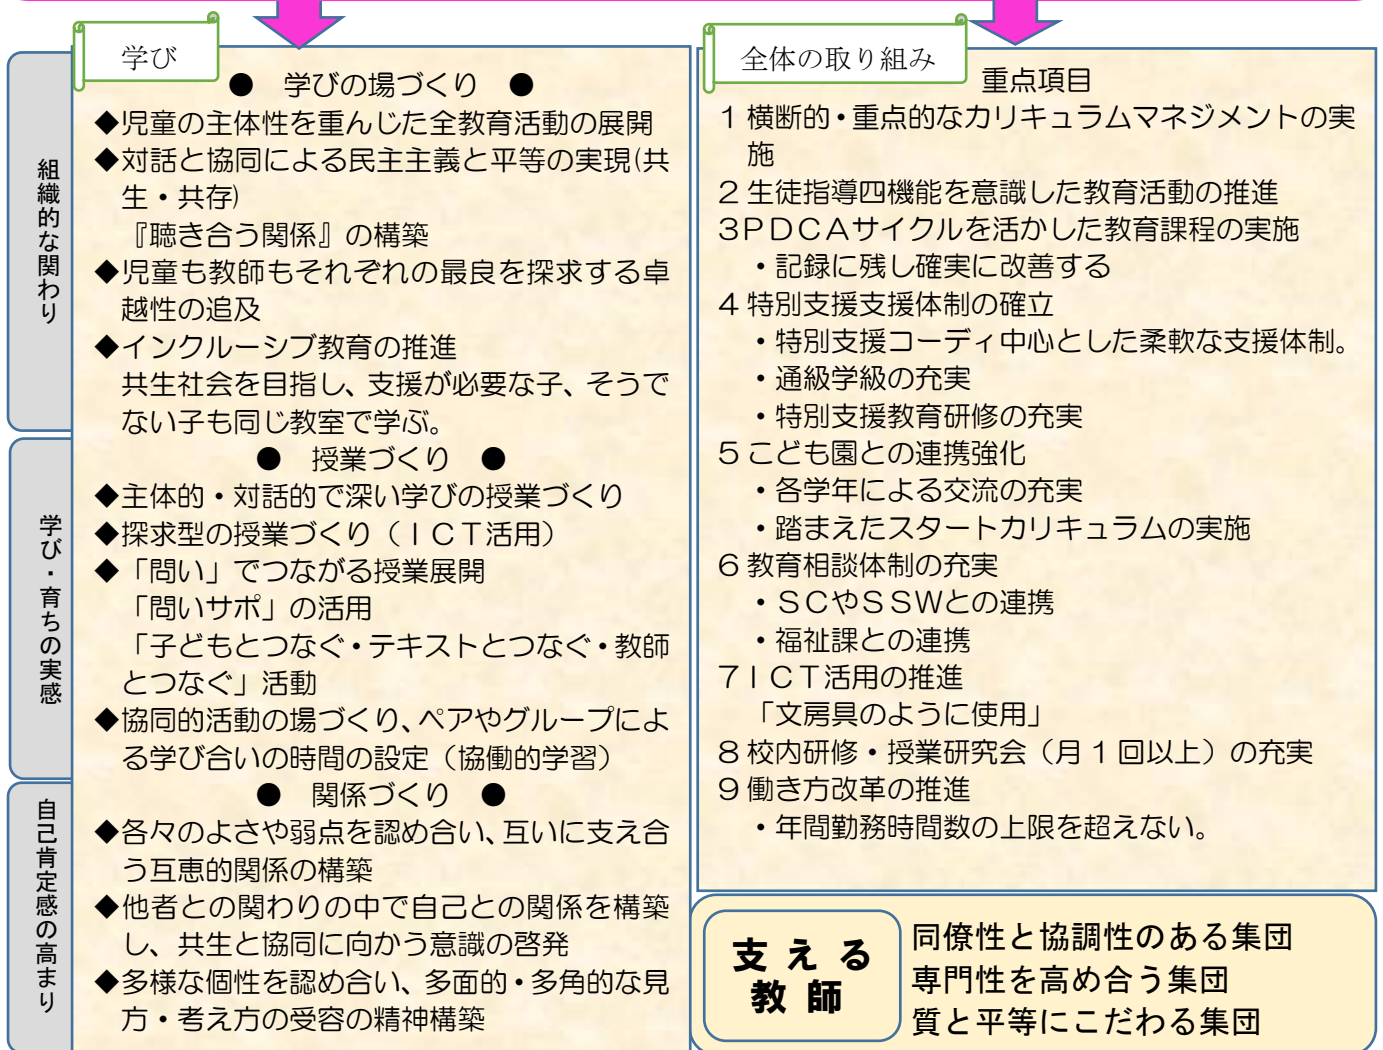 組織的な関わり
学び・育ちの実感
自己肯定感の高まり
学び
●　学びの場づくり　●
◆児童の主体性を重んじた全教育活動の展開
◆対話と協同による民主主義と平等の実現(共
生・共存)
『聴き合う関係』の構築
◆児童も教師もそれぞれの最良を探求する卓
越性の追及
◆インクルーシブ教育の推進
共生社会を目指し、支援が必要な子、そうで
ない子も同じ教室で学ぶ。
●　授業づくり　●
◆主体的・対話的で深い学びの授業づくり
◆探求型の授業づくり（ＩＣＴ活用）
◆「問い」でつながる授業展開
「問いサポ」の活用
「子どもとつなぐ・テキストとつなぐ・教師
とつなぐ」活動
◆協同的活動の場づくり、ペアやグループによ
る学び合いの時間の設定（協働的学習）
●　関係づくり　●
◆各々のよさや弱点を認め合い、互いに支え合
う互恵的関係の構築
◆他者との関わりの中で自己との関係を構築
し、共生と協同に向かう意識の啓発
◆多様な個性を認め合い、多面的・多角的な見
方・考え方の受容の精神構築
全体の取り組み
重点項目
１横断的・重点的なカリキュラムマネジメントの実
施
２生徒指導四機能を意識した教育活動の推進
３ＰＤＣＡサイクルを活かした教育課程の実施
・記録に残し確実に改善する
４特別支援支援体制の確立
・特別支援コーディ中心とした柔軟な支援体制。
・通級学級の充実
・特別支援教育研修の充実
５こども園との連携強化
・各学年による交流の充実
・踏まえたスタートカリキュラムの実施
６教育相談体制の充実
・ＳＣやＳＳＷとの連携
・福祉課との連携
７ＩＣＴ活用の推進
「文房具のように使用」
８校内研修・授業研究会（月１回以上）の充実
９働き方改革の推進
・年間勤務時間数の上限を超えない。
支える
教師
同僚性と協調性のある集団
専門性を高め合う集団
質と平等にこだわる集団